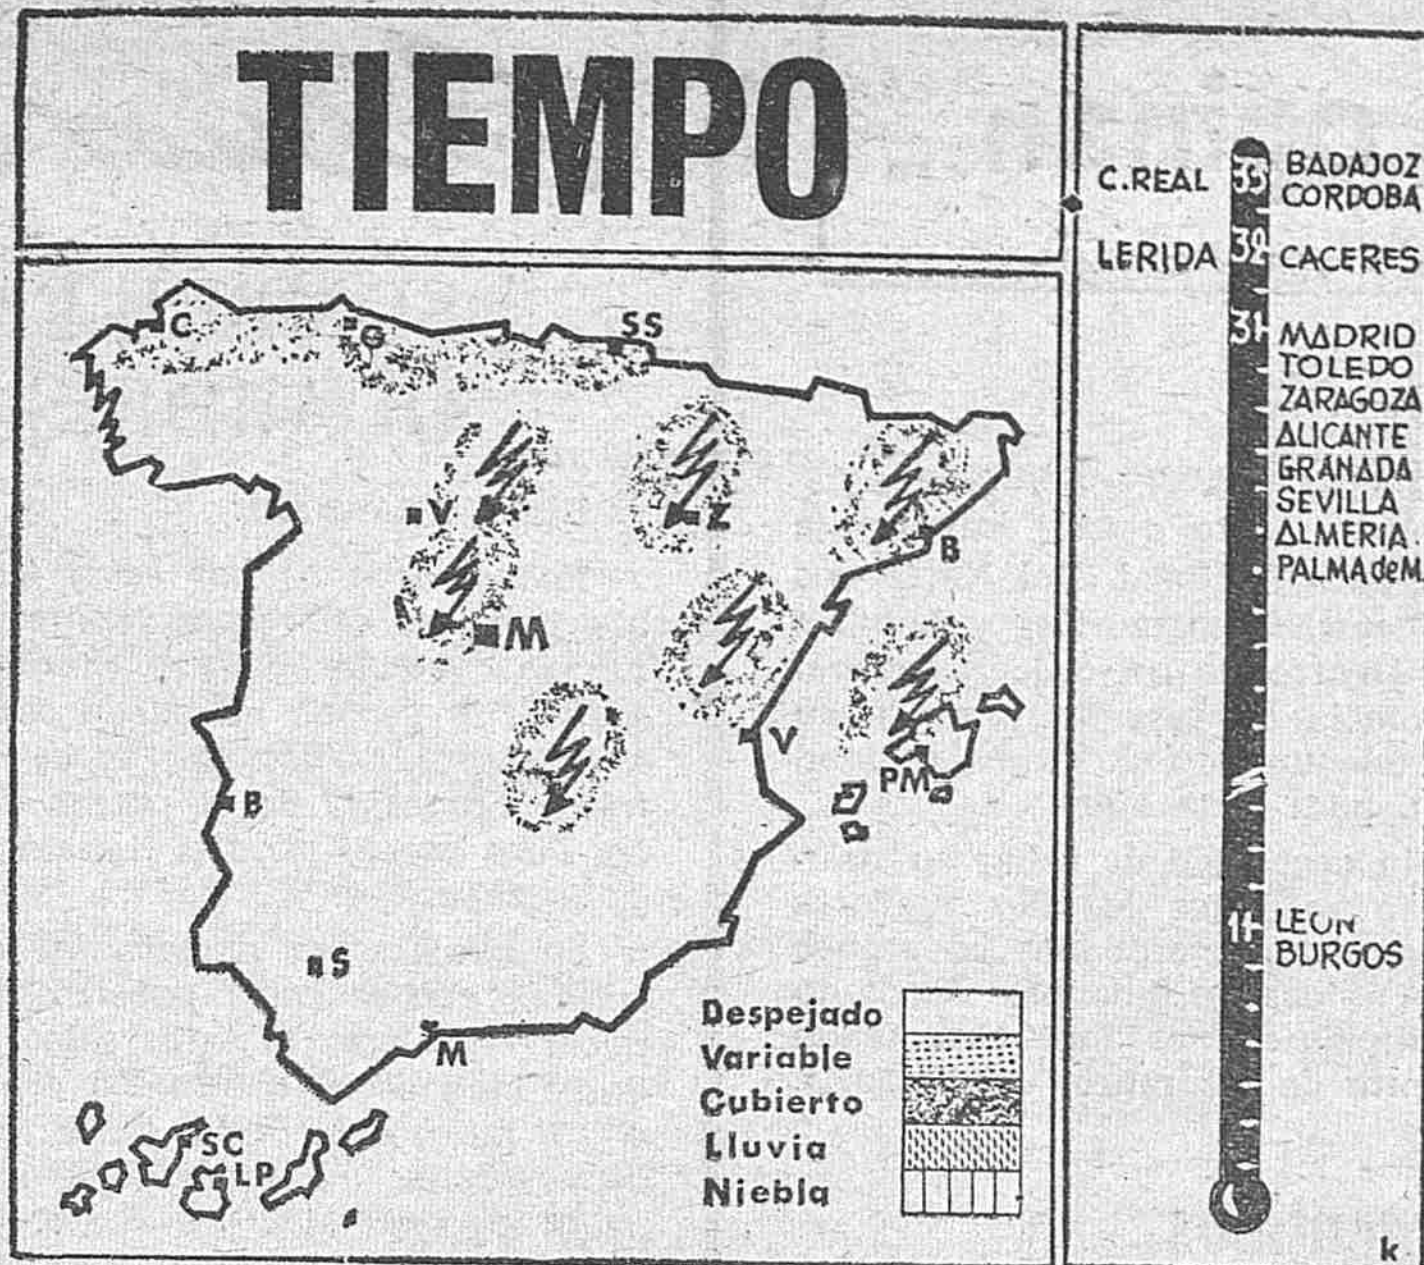 TIEMPO
C
G
SS
V
Z
B
M
V
PM
B
S
M
SC
LP
Despejado
Variable
Cubierto
Lluvia
Niebla
C.REAL 33 BADAJOZ
CORDOBA
LERIDA 32 CACERES
31 MADRID
TOLEDO
ZARAGOZA
ALICANTE
GRANADA
SEVILLA
ALMERIA
PALMA de M.
11 LEON
BURGOS
k